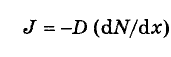 J = –D (dN/dx)